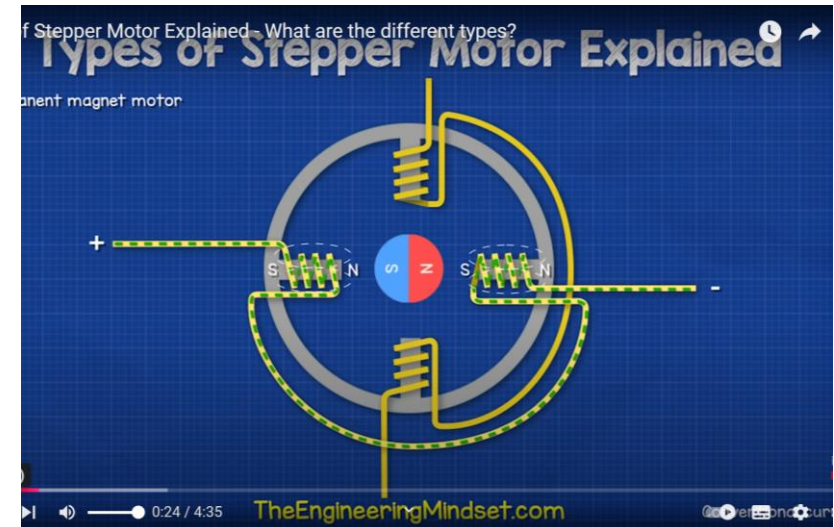 f Stepper Motor Explained - What are the different types?
Types of Stepper Motor Explained
anent magnet motor
+
S N S N S N
-
0:24 / 4:35
TheEngineeringMindset.com